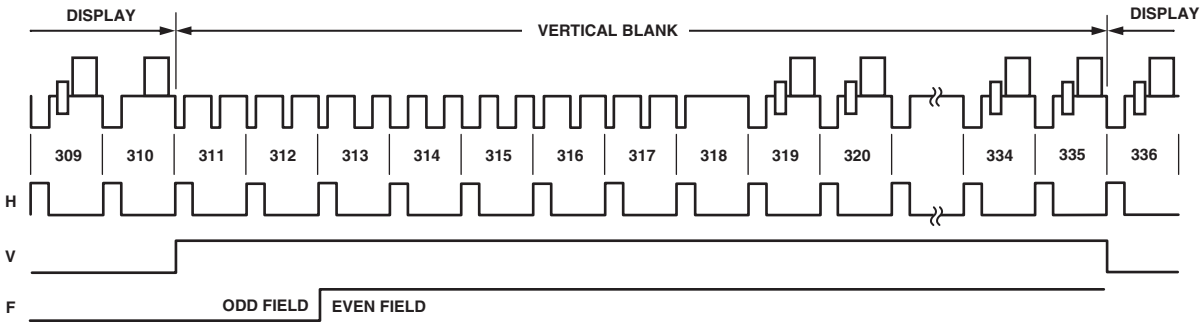 DISPLAY VERTICAL BLANK DISPLAY
309 310 311 312 313 314 315 316 317 318 319 320 334 335 336
H
V
ODD FIELD EVEN FIELD
F